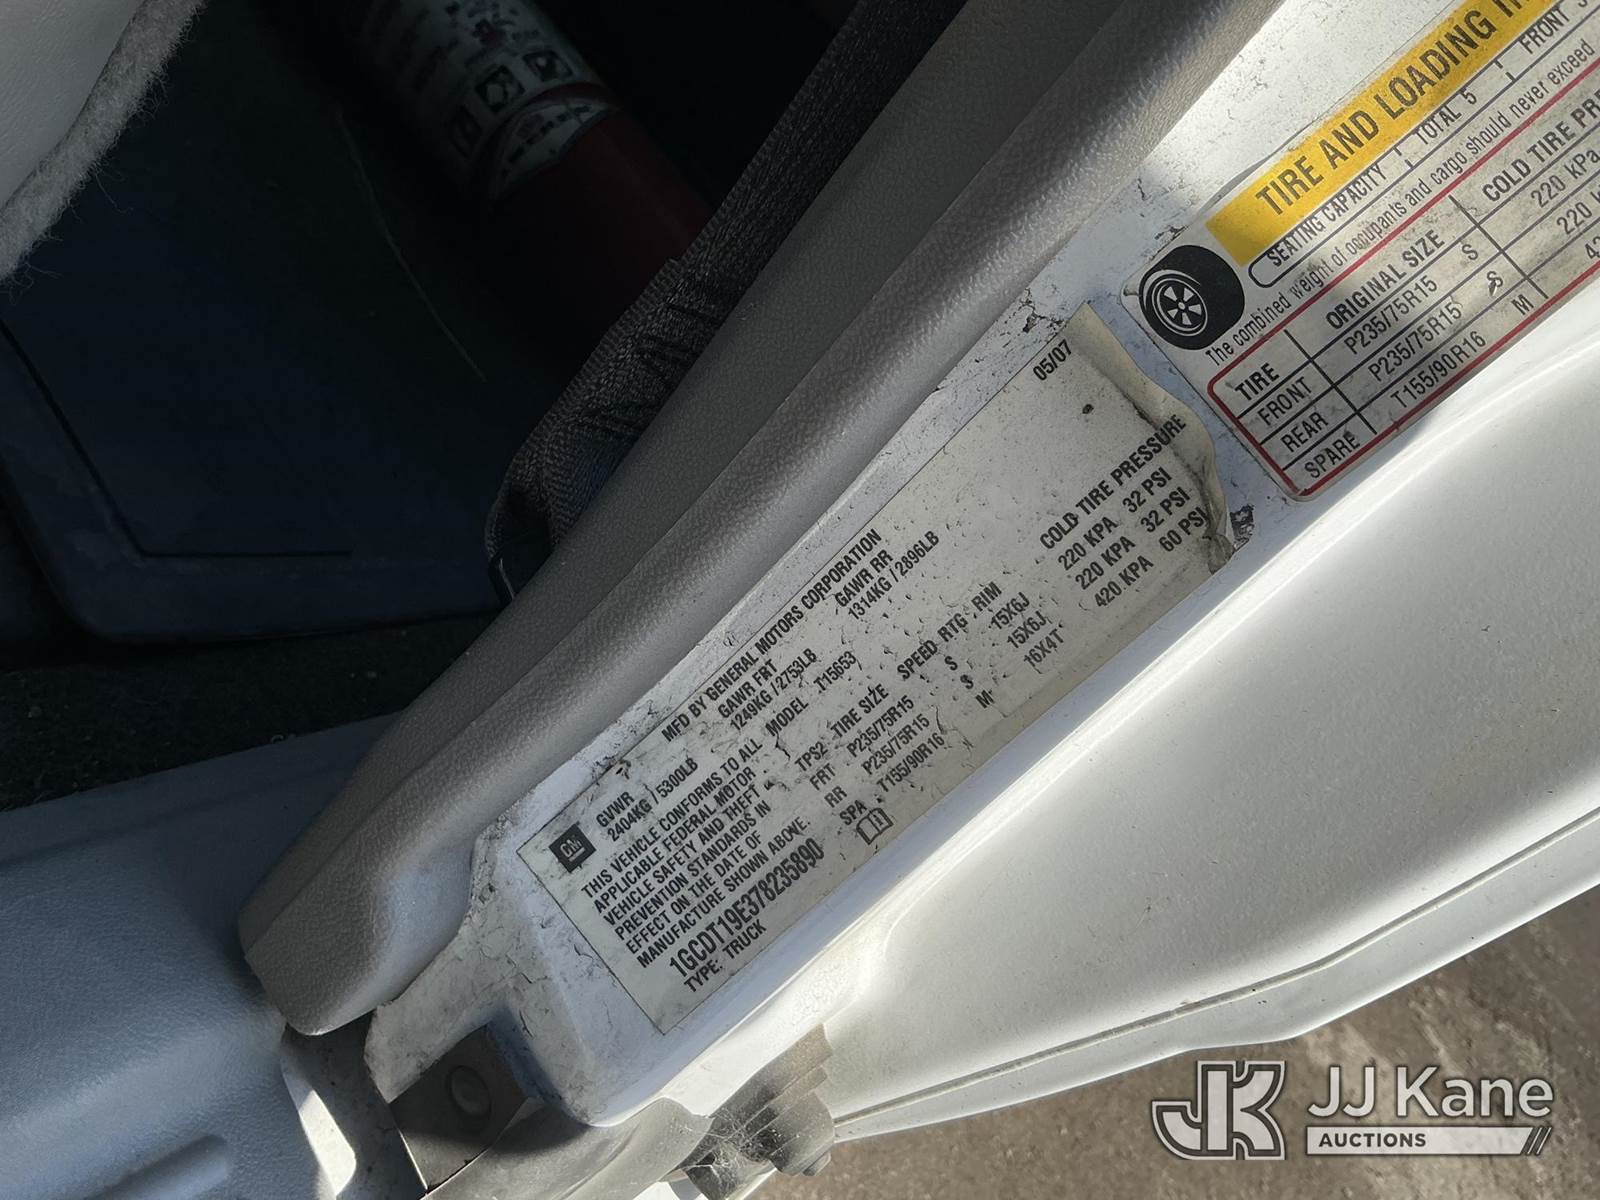 TIRE AND LOADING
SEATING CAPACITY TOTAL 5 FRONT
The combined weight of occupants and cargo should never exceed
TIRE ORIGINAL SIZE COLD TIRE
FRONT P235/75R15 S 220 KPa
REAR P235/75R15 S 220
SPARE T155/90R16 M
05/07
GM
MFD BY GENERAL MOTORS CORPORATION
GVWR GAWR FRT GAWR RR
2404KG / 5300LB 1249KG / 2753LB 1314KG / 2896LB
THIS VEHICLE CONFORMS TO ALL MODEL T15653
APPLICABLE FEDERAL MOTOR
VEHICLE SAFETY AND THEFT TPS2 TIRE SIZE SPEED RTG RIM COLD TIRE PRESSURE
PREVENTION STANDARDS IN FRT P235/75R15 S 15X6J 220 KPA 32 PSI
EFFECT ON THE DATE OF RR P235/75R15 S 15X6J 220 KPA 32 PSI
MANUFACTURE SHOWN ABOVE. SPA T155/90R16 M 16X4T 420 KPA 60 PSI
1GCDT19E378235890
TYPE: TRUCK
JK JJ Kane
AUCTIONS